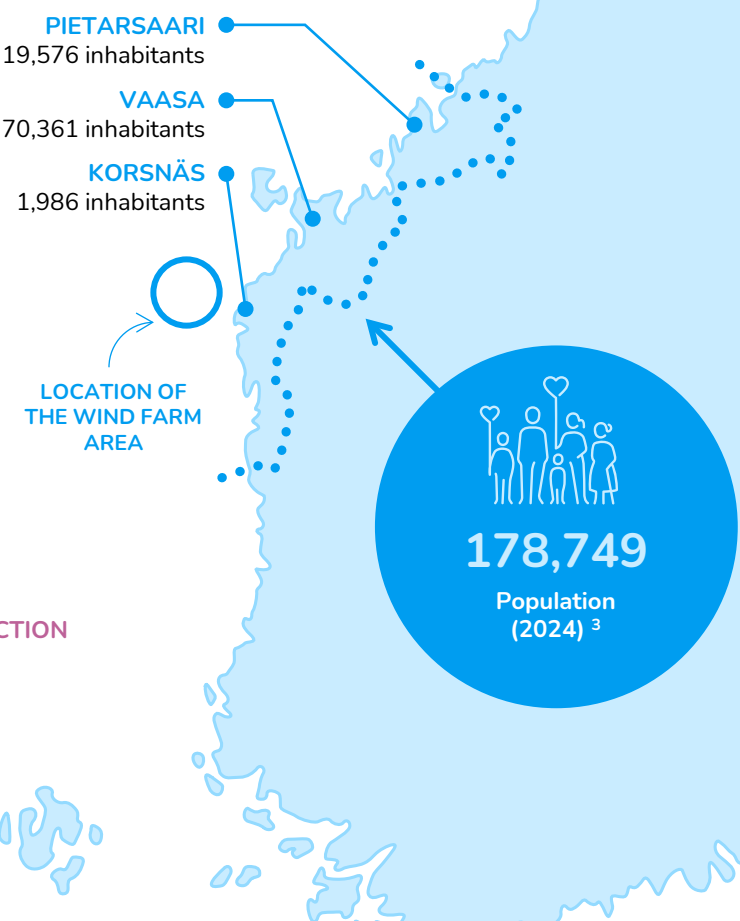 PIETARSAARI
19,576 inhabitants
VAASA
70,361 inhabitants
KORSNÄS
1,986 inhabitants
LOCATION OF
THE WIND FARM
AREA
178,749
Population
(2024) 3
CTION